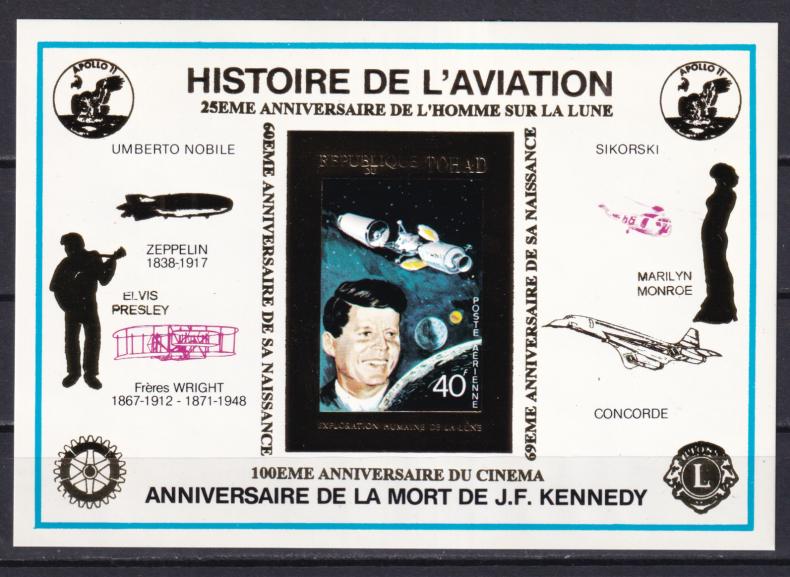 APOLLO 11
APOLLO 11
HISTOIRE DE L'AVIATION
25EME ANNIVERSAIRE DE L'HOMME SUR LA LUNE
UMBERTO NOBILE
ZEPPELIN
1838-1917
ELVIS
PRESLEY
Frères WRIGHT
1867-1912 - 1871-1948
60EME ANNIVERSAIRE DE SA NAISSANCE
REPUBLIQUE TCHAD
POSTE AÉRIENNE
40F
EXPLORATION HUMAINE DE LA LUNE
69EME ANNIVERSAIRE DE SA NAISSANCE
SIKORSKI
MARILYN
MONROE
CONCORDE
LIONS
L
100EME ANNIVERSAIRE DU CINEMA
ANNIVERSAIRE DE LA MORT DE J.F. KENNEDY